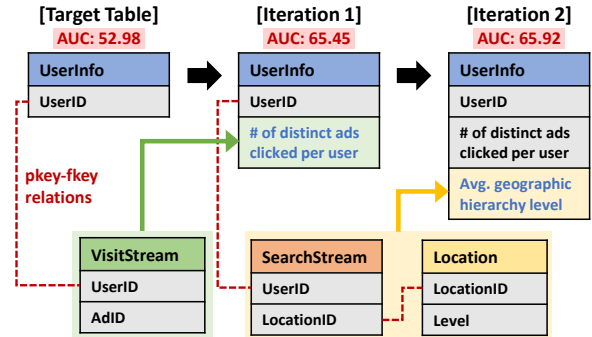 [Target Table]
AUC: 52.98
UserInfo
UserID
[Iteration 1]
AUC: 65.45
UserInfo
UserID
# of distinct ads
clicked per user
[Iteration 2]
AUC: 65.92
UserInfo
UserID
# of distinct ads
clicked per user
Avg. geographic
hierarchy level
pkey-fkey
relations
VisitStream
UserID
AdID
SearchStream
UserID
LocationID
Location
LocationID
Level